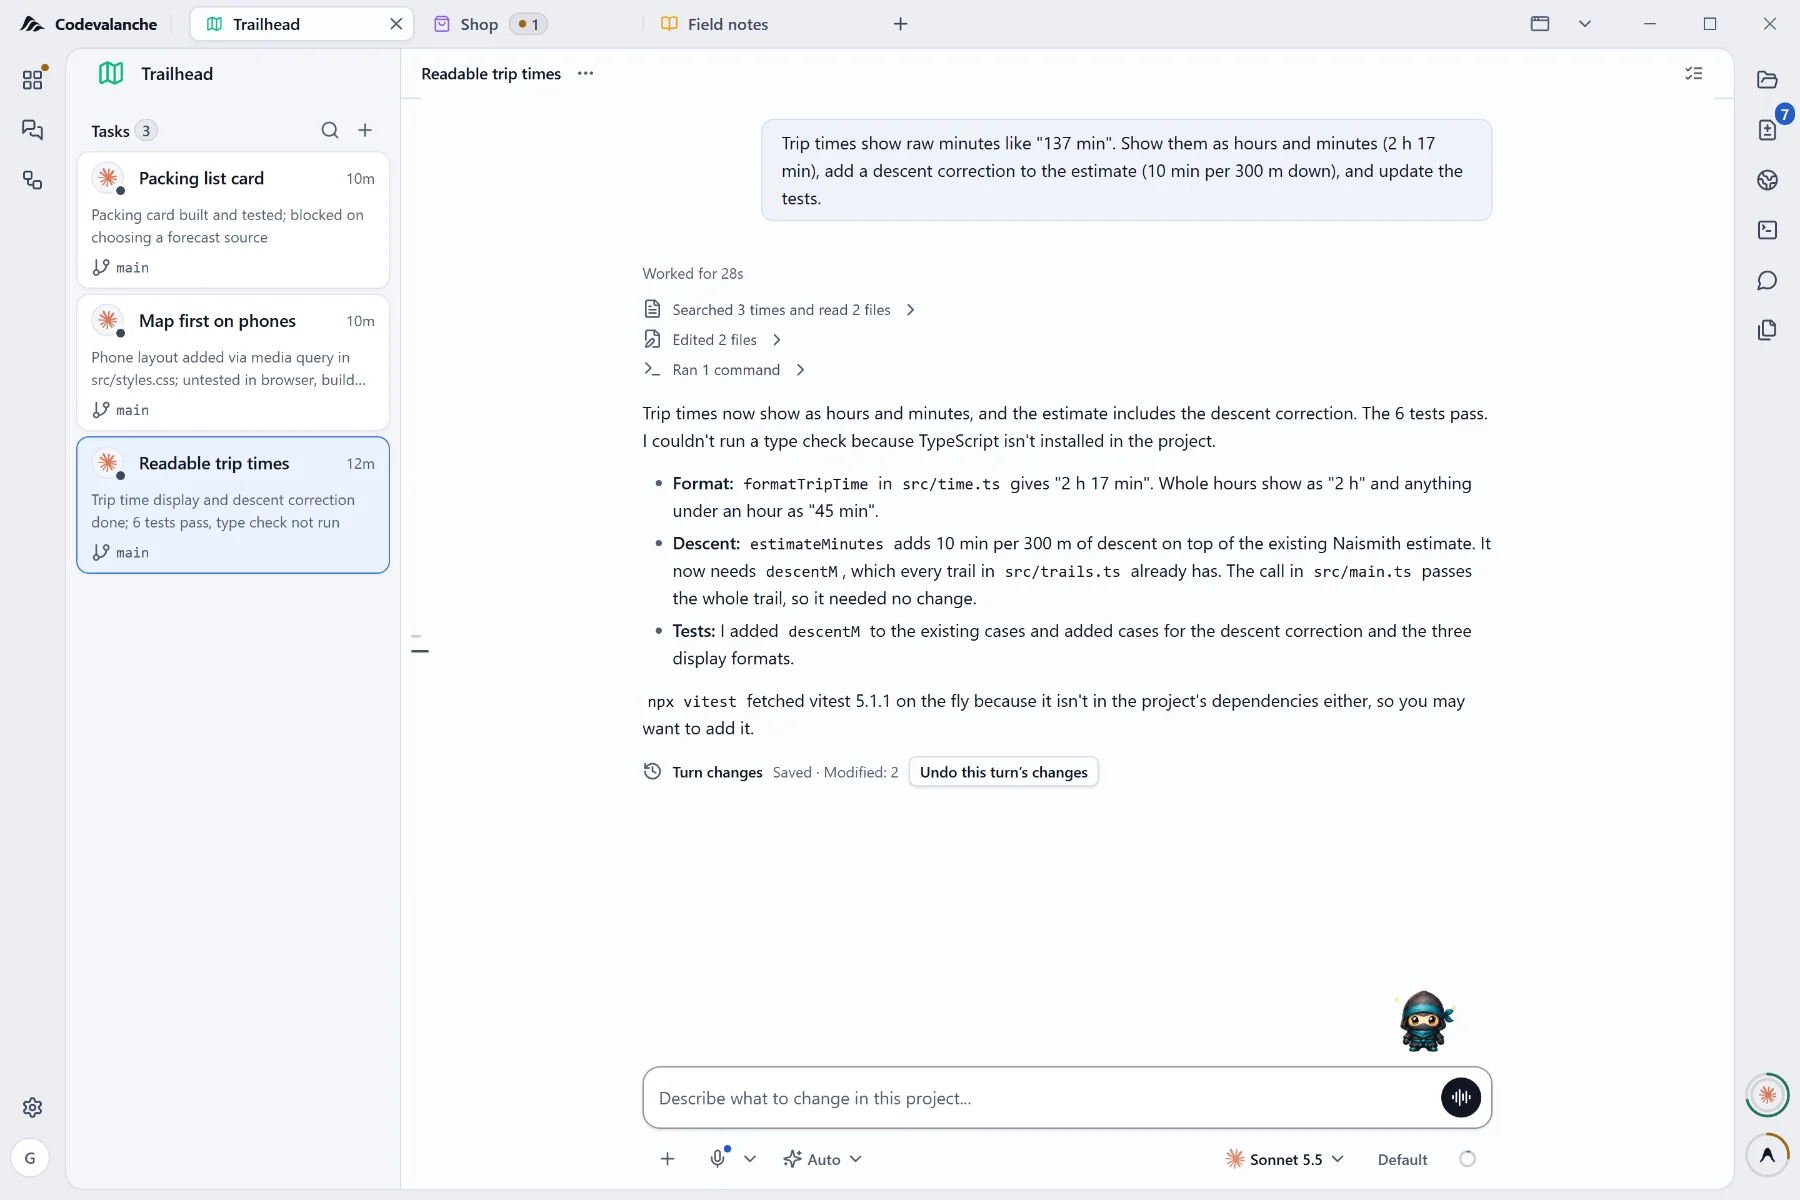 Codevalanche
Trailhead
Shop
1
Field notes
Trailhead
Tasks 3
Packing list card 10m
Packing card built and tested; blocked on
choosing a forecast source
main
Map first on phones 10m
Phone layout added via media query in
src/styles.css; untested in browser, build...
main
Readable trip times 12m
Trip time display and descent correction
done; 6 tests pass, type check not run
main
G
Readable trip times
Trip times show raw minutes like "137 min". Show them as hours and minutes (2 h 17
min), add a descent correction to the estimate (10 min per 300 m down), and update the
tests.
Worked for 28s
Searched 3 times and read 2 files
Edited 2 files
Ran 1 command
Trip times now show as hours and minutes, and the estimate includes the descent correction. The 6 tests pass.
I couldn't run a type check because TypeScript isn't installed in the project.
Format: formatTripTime in src/time.ts gives "2 h 17 min". Whole hours show as "2 h" and anything
under an hour as "45 min".
Descent: estimateMinutes adds 10 min per 300 m of descent on top of the existing Naismith estimate. It
now needs descentM, which every trail in src/trails.ts already has. The call in src/main.ts passes
the whole trail, so it needed no change.
Tests: I added descentM to the existing cases and added cases for the descent correction and the three
display formats.
npx vitest fetched vitest 5.1.1 on the fly because it isn't in the project's dependencies either, so you may
want to add it.
Turn changes Saved · Modified: 2 Undo this turn's changes
Describe what to change in this project...
Auto
Sonnet 5.5
Default
7